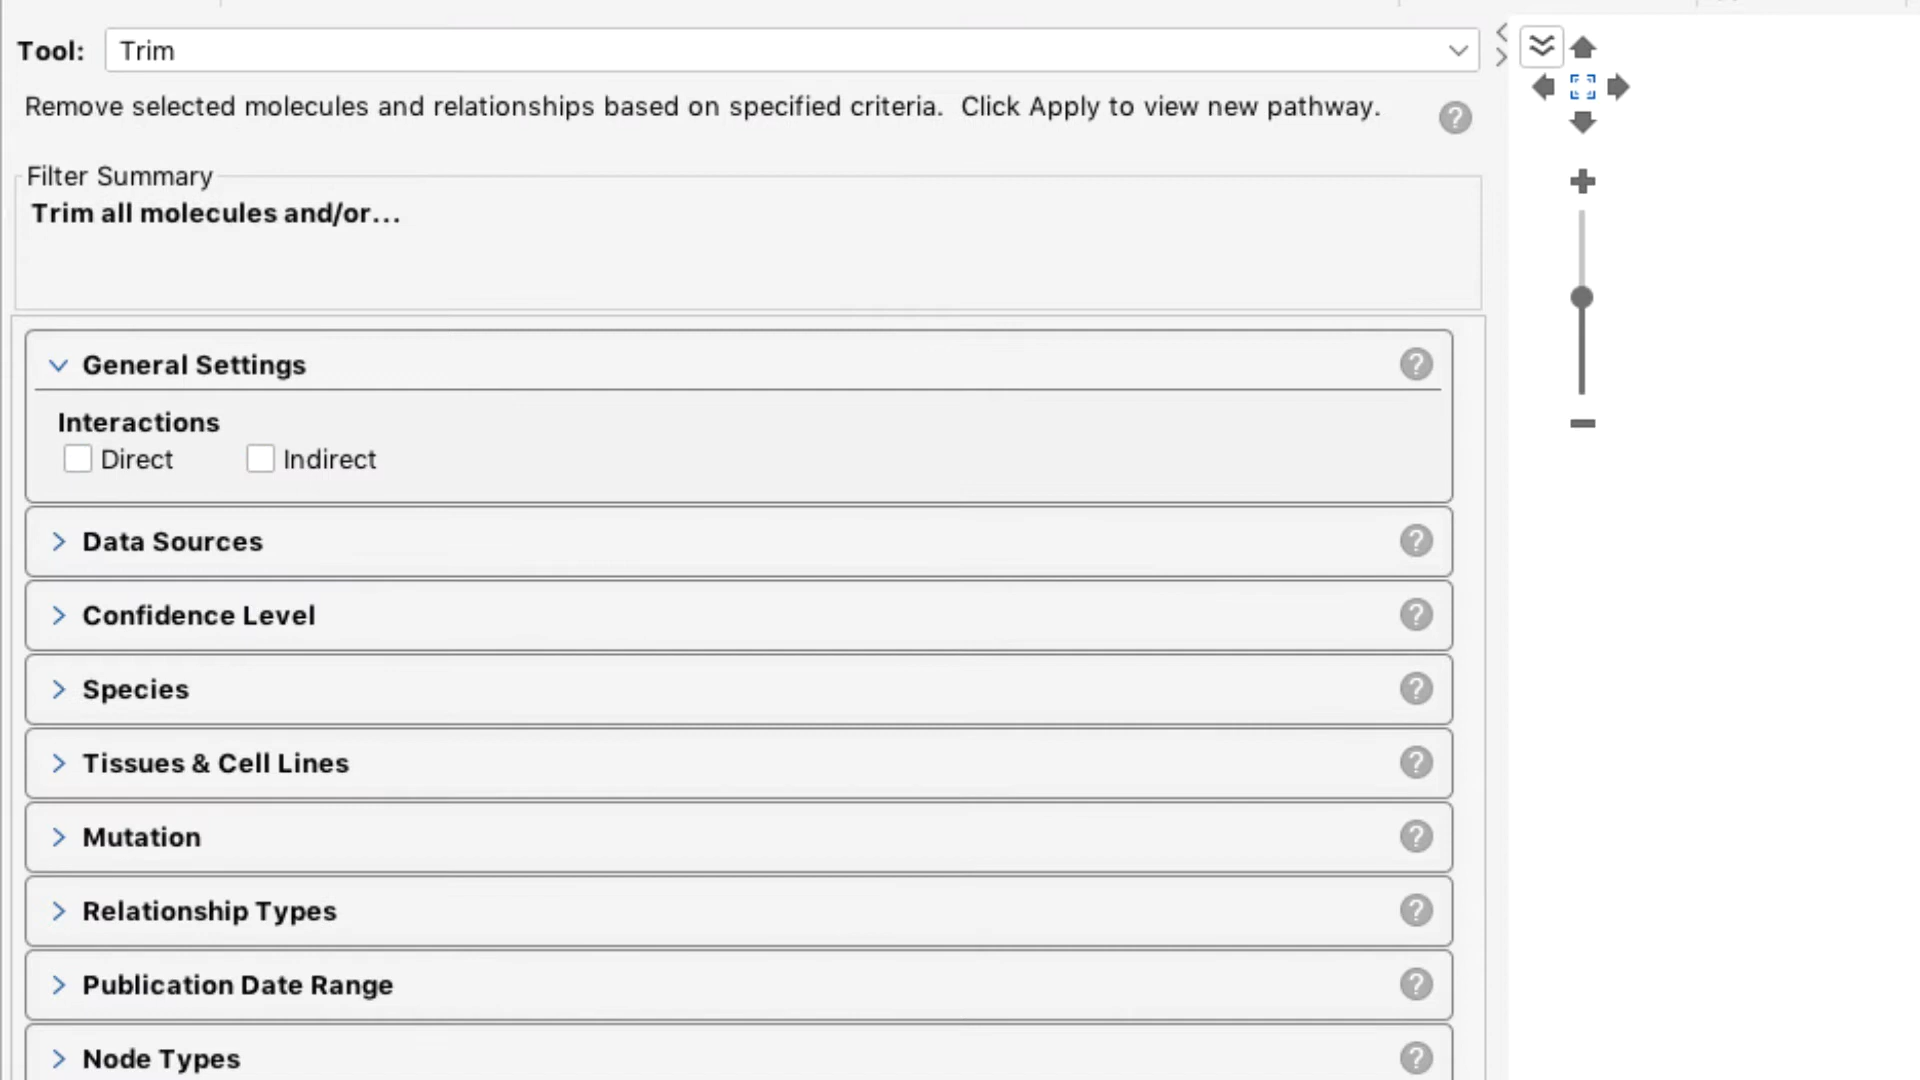 Tool: Trim
Remove selected molecules and relationships based on specified criteria.  Click Apply to view new pathway.
Filter Summary
Trim all molecules and/or...
General Settings
Interactions
Direct Indirect
Data Sources
Confidence Level
Species
Tissues & Cell Lines
Mutation
Relationship Types
Publication Date Range
Node Types